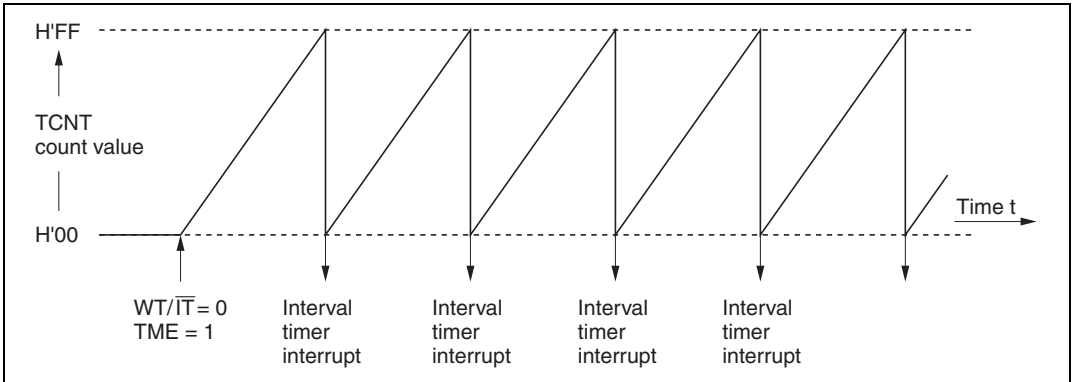 H'FF
TCNT
count value
H'00
Time t
WT/IT = 0
TME = 1
Interval
timer
interrupt
Interval
timer
interrupt
Interval
timer
interrupt
Interval
timer
interrupt